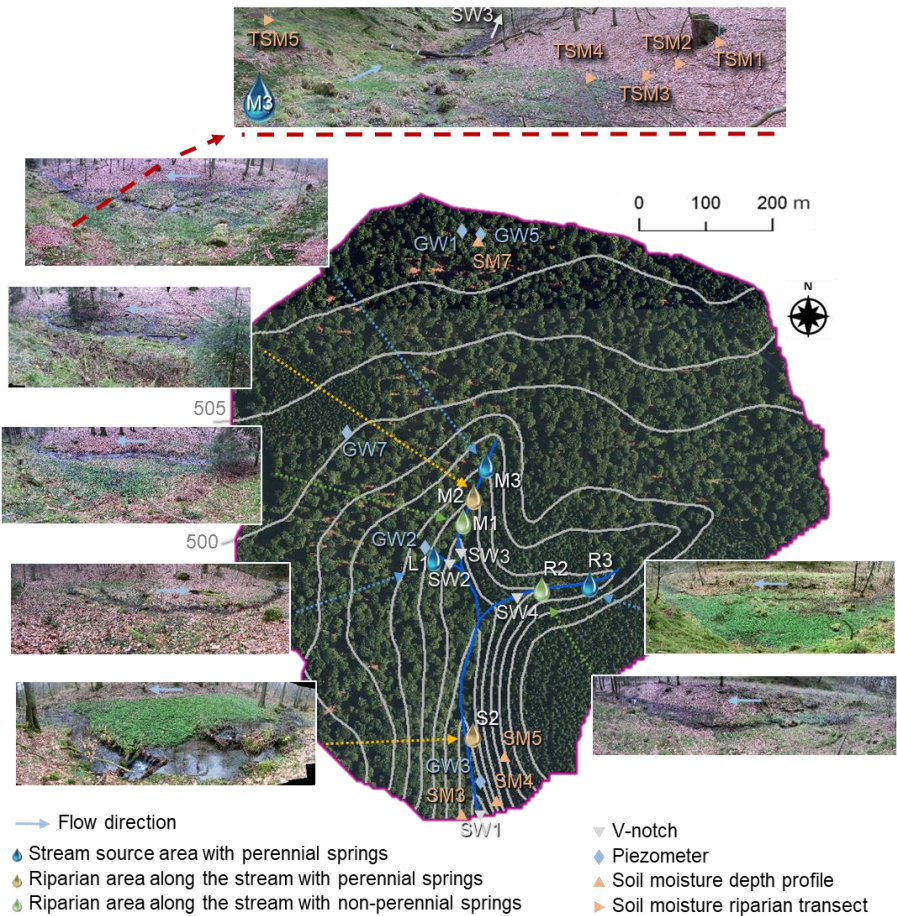 SW3
TSM5
TSM4
TSM2
TSM1
TSM3
M3
0 100 200 m
GW1
GW5
SM7
N
505
GW7
M3
M2
M1
500
GW2
SW3
L1
SW2
R2
R3
SW4
S2
SM5
GW3
SM4
SM3
SW1
Flow direction
Stream source area with perennial springs
Riparian area along the stream with perennial springs
Riparian area along the stream with non-perennial springs
V-notch
Piezometer
Soil moisture depth profile
Soil moisture riparian transect